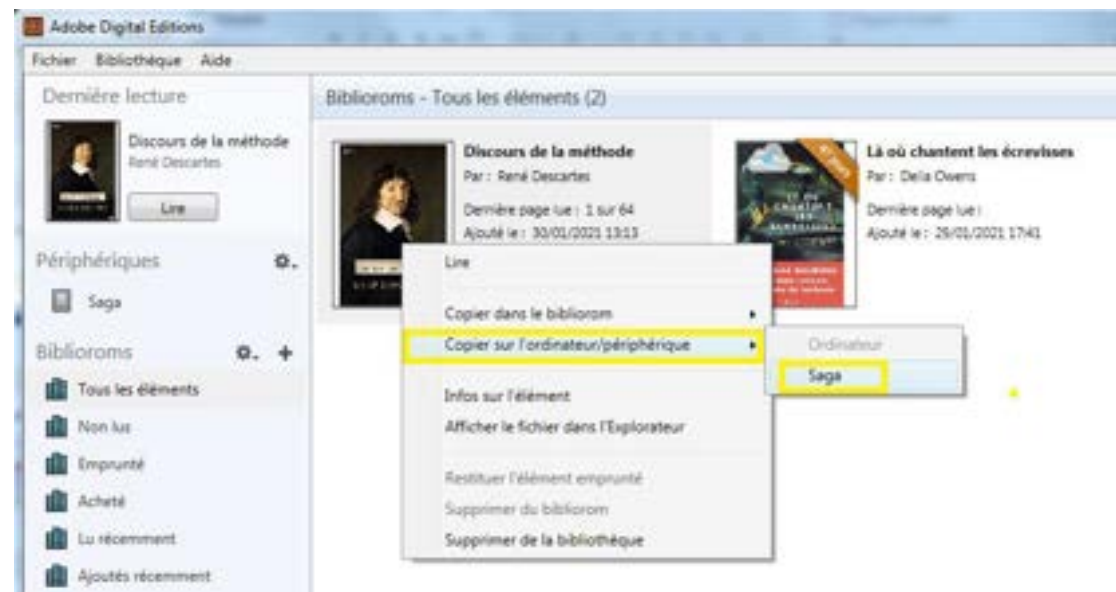 Adobe Digital Editions
Fichier Bibliothèque Aide
Dernière lecture
Discours de la méthode
René Descartes
Lire
Périphériques
Saga
Biblioroms
Tous les éléments
Non lus
Emprunté
Acheté
Lu récemment
Ajoutés récemment
Biblioroms - Tous les éléments (2)
Discours de la méthode
Par : René Descartes
Dernière page lue : 1 sur 64
Ajouté le : 30/01/2021 13:13
Là où chantent les écrevisses
Par : Delia Owens
Dernière page lue :
Ajouté le : 29/01/2021 17:41
Lire
Copier dans le bibliorom
Copier sur l'ordinateur/périphérique
Infos sur l'élément
Afficher le fichier dans l'Explorateur
Restituer l'élément emprunté
Supprimer du bibliorom
Supprimer de la bibliothèque
Ordinateur
Saga